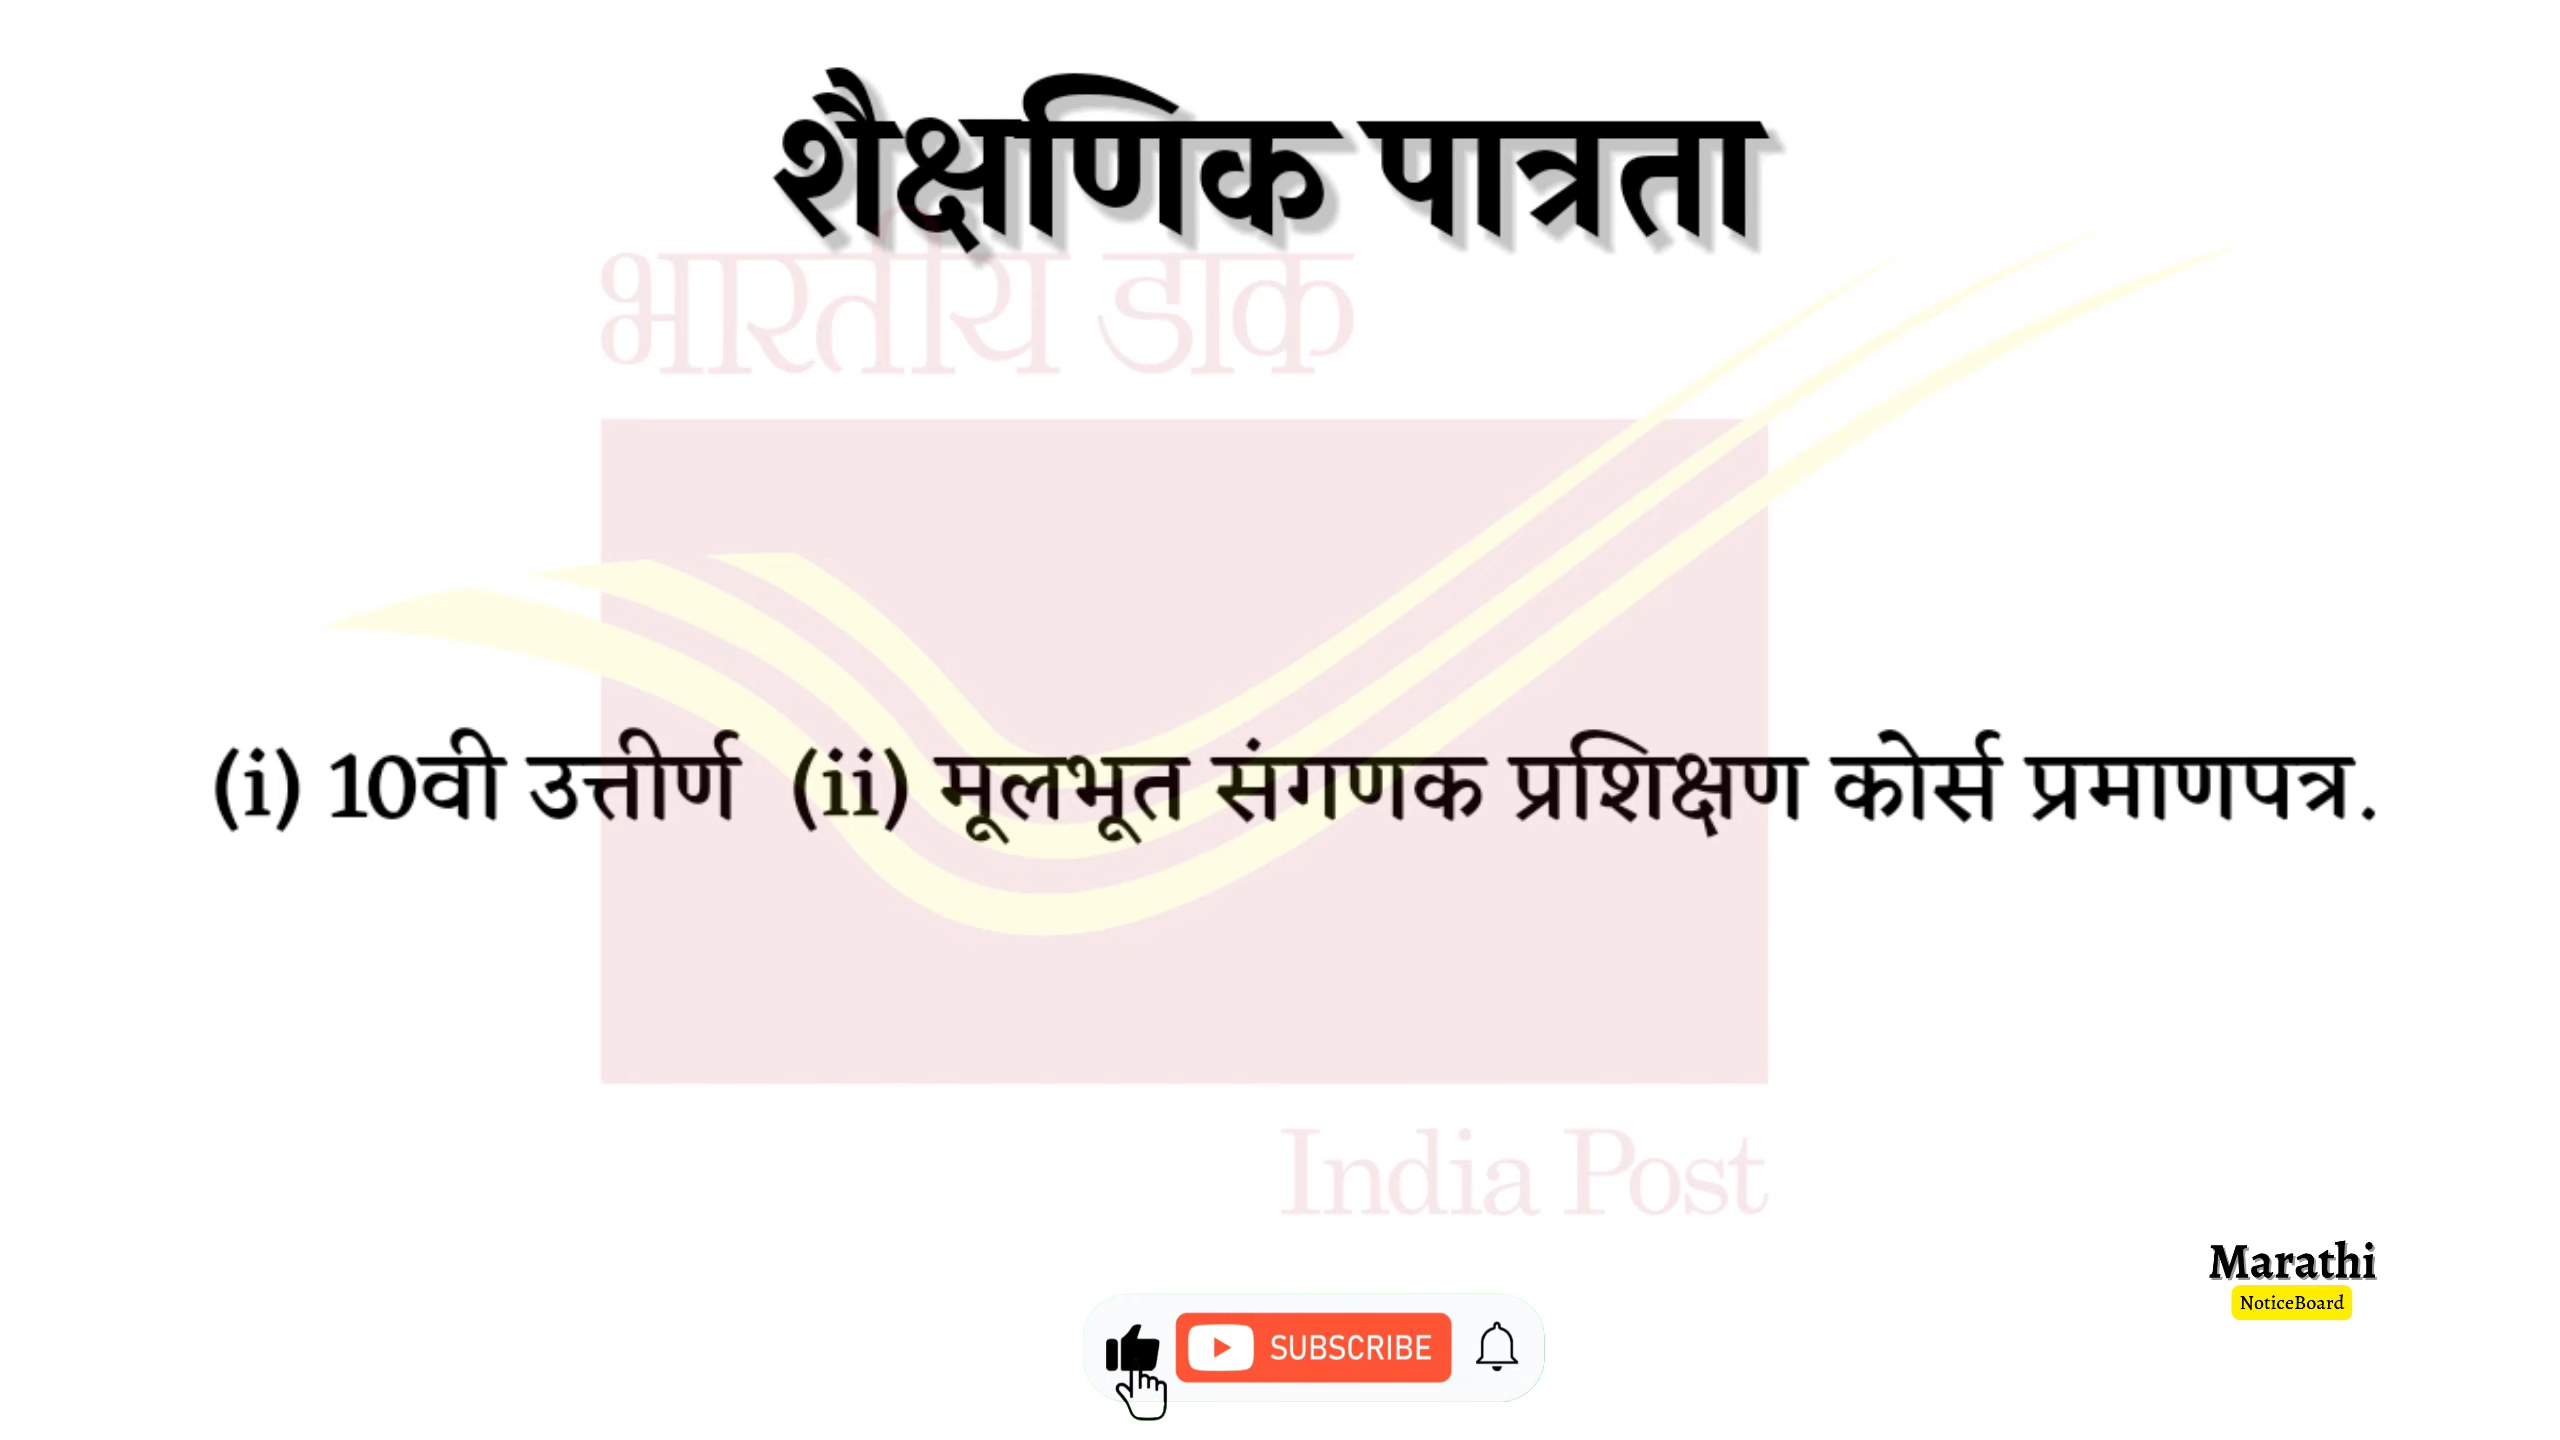 शैक्षणिक पात्रता
भारतीय डाक
(i) 10वी उत्तीर्ण (ii) मूलभूत संगणक प्रशिक्षण कोर्स प्रमाणपत्र.
India Post
Marathi
NoticeBoard
SUBSCRIBE